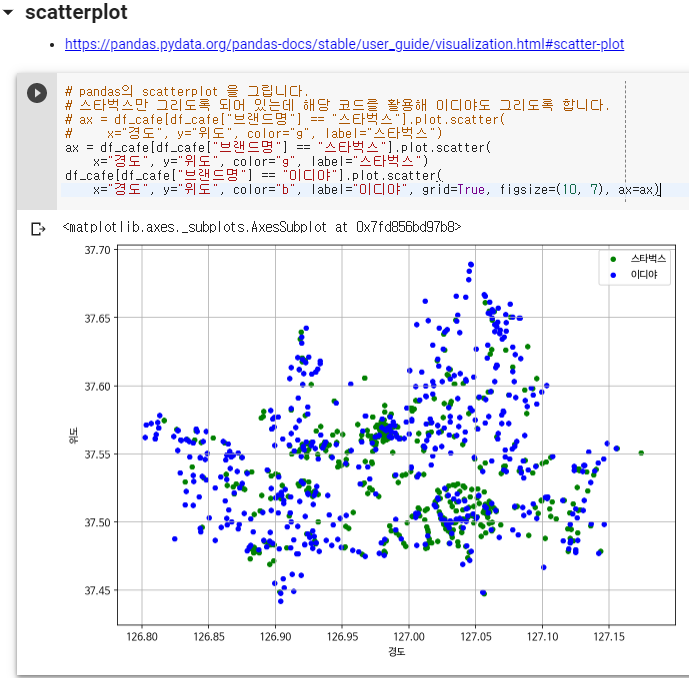 scatterplot
https://pandas.pydata.org/pandas-docs/stable/user_guide/visualization.html#scatter-plot
# pandas의 scatterplot 을 그립니다.
# 스타벅스만 그리도록 되어 있는데 해당 코드를 활용해 이디야도 그리도록 합니다.
# ax = df_cafe[df_cafe["브랜드명"] == "스타벅스"].plot.scatter(
#     x="경도", y="위도", color="g", label="스타벅스")
ax = df_cafe[df_cafe["브랜드명"] == "스타벅스"].plot.scatter(
    x="경도", y="위도", color="g", label="스타벅스")
df_cafe[df_cafe["브랜드명"] == "이디야"].plot.scatter(
    x="경도", y="위도", color="b", label="이디야", grid=True, figsize=(10, 7), ax=ax)
<matplotlib.axes._subplots.AxesSubplot at 0x7fd856bd97b8>
37.70
스타벅스
이디야
37.65
37.60
위도
37.55
37.50
37.45
126.80 126.85 126.90 126.95 127.00 127.05 127.10 127.15
경도